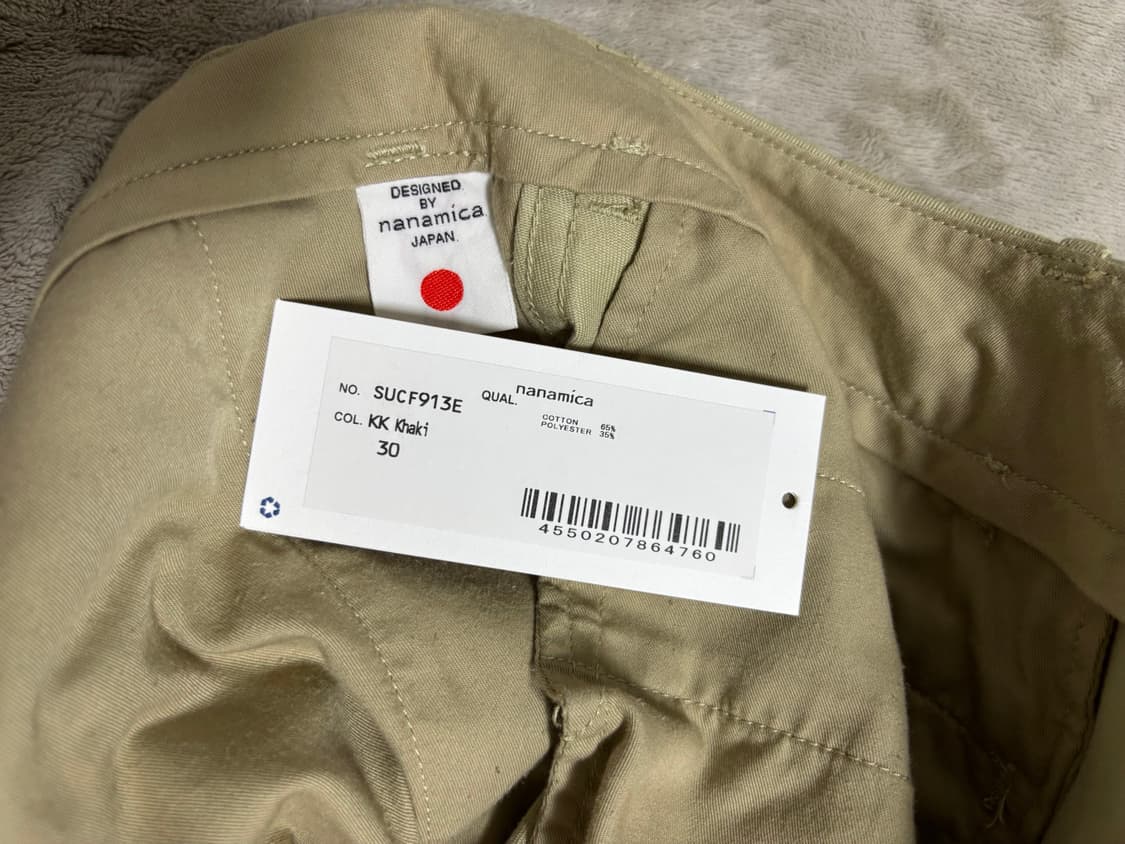 DESIGNED
BY
nanamica
JAPAN.
NO. SUCF913E QUAL. nanamica
COL. KK Khaki
30
COTTON 65%
POLYESTER 35%
4550207864760